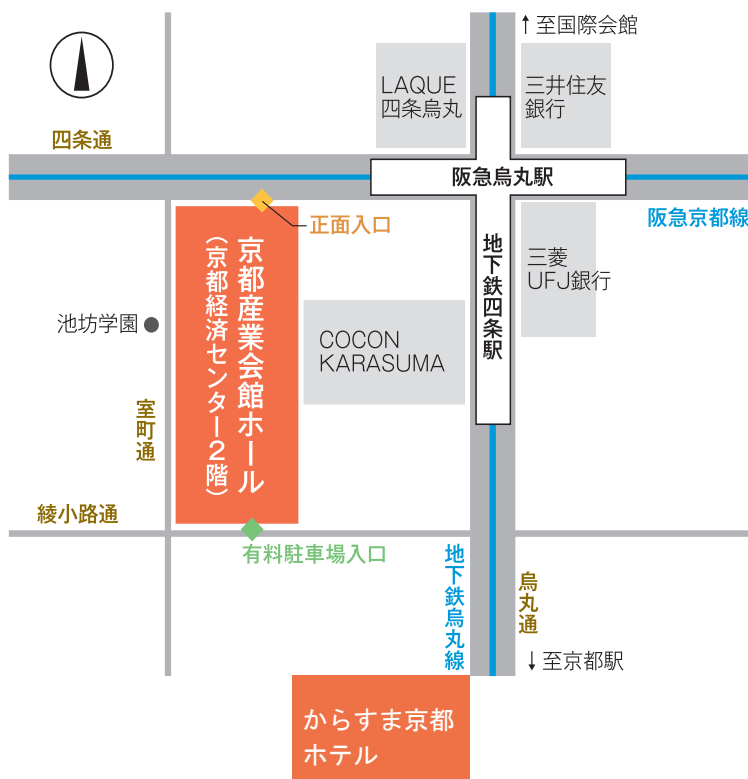 ↑至国際会館
LAQUE
四条烏丸
三井住友
銀行
四条通
阪急烏丸駅
阪急京都線
正面入口
京都産業会館ホール
（京都経済センター2階）
地下鉄四条駅
三菱
UFJ銀行
池坊学園
COCON
KARASUMA
室町通
綾小路通
有料駐車場入口
地下鉄烏丸線
烏丸通
↓至京都駅
からすま京都
ホテル